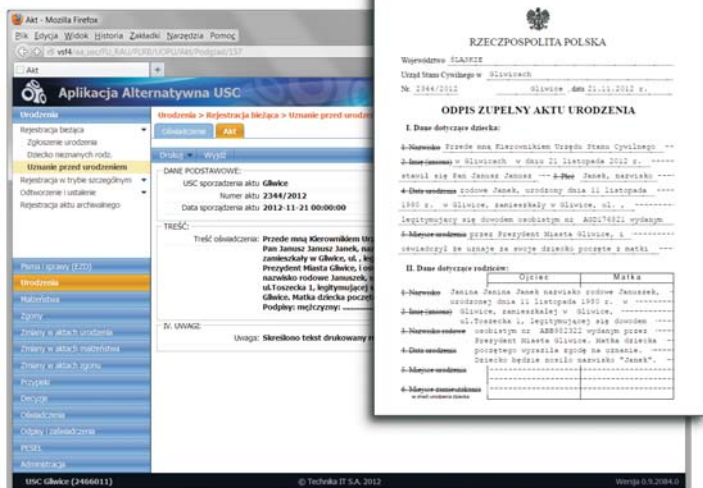 Akt - Mozilla Firefox
Plik Edycja Widok Historia Zakładki Narzędzia Pomoc
Akt
Aplikacja Alternatywna USC
Urodzenia
Rejestracja bieżąca
Zgłoszenie urodzenia
Dziecko nieznanych rodz.
Uznanie przed urodzeniem
Rejestracja w trybie szczególnym
Odtworzenie i ustalenie
Rejestracja aktu archiwalnego
Pisma i sprawy (EZD)
Urodzenia
Małżeństwa
Zgony
Zmiany w aktach urodzenia
Zmiany w aktach małżeństwa
Zmiany w aktach zgonu
Przypiski
Decyzje
Oświadczenia
Odpisy i zaświadczenia
PESEL
Administracja
Urodzenia > Rejestracja bieżąca > Uznanie przed
Oświadczenie Akt
Drukuj Wyjdź
DANE PODSTAWOWE:
USC sporządzenia aktu Gliwice
Numer aktu 2344/2012
Data sporządzenia aktu 2012-11-21 00:00:00
TREŚĆ:
Treść oświadczenia: Przede mną Kierownikiem
Pan Janusz Janusz Janek,
zamieszkały w Gliwice, ul. ,
Prezydent Miasta Gliwice, i
nazwisko rodowe Januszek,
ul.Toszecka 1, legitymującej
Gliwice. Matka dziecka
Podpisy: mężczyzny:
IV. UWAGI:
Uwaga: Skreślono tekst drukowany
USC Gliwice (2466011) © Technika IT S.A. 2012 Wersja 0.9.2084.0
RZECZPOSPOLITA POLSKA
Województwo ŚLĄSKIE
Urząd Stanu Cywilnego w Gliwicach
Nr. 2344/2012 Gliwice , dnia 21.11.2012 r.
ODPIS ZUPEŁNY AKTU URODZENIA
I. Dane dotyczące dziecka:
1. Nazwisko Przede mną Kierownikiem Urzędu Stanu Cywilnego
2. Imię (imiona) w Gliwicach w dniu 21 listopada 2012 r. ----
stawił się Pan Janusz Janusz --- 3. Płeć Janek, nazwisko
4. Data urodzenia rodowe Janek, urodzony dnia 11 listopada
1980 r. w Gliwice, zamieszkały w Gliwice, ul. , -------
legitymujący się dowodem osobistym nr wydanym
5. Miejsce urodzenia przez Prezydent Miasta Gliwice, i -------
oświadczył że uznaje za swoje dziecko poczęte z matki ---
II. Dane dotyczące rodziców:
Ojciec Matka
1. Nazwisko Janina Janina Janek nazwisko rodowe Januszek,
urodzonej dnia 11 listopada 1980 r. w ----------
2. Imię (imiona) Gliwice, zamieszkałej w Gliwice, ----------
ul.Toszecka 1, legitymującej się dowodem ------
3. Nazwisko rodowe osobistym nr wydanym przez ------
Prezydent Miasta Gliwice. Matka dziecka -----
4. Data urodzenia poczętego wyraziła zgodę na uznanie. -----
Dziecko będzie nosiło nazwisko "Janek". -----
5. Miejsce urodzenia
6. Miejsce zamieszkania
w chwili urodzenia dziecka